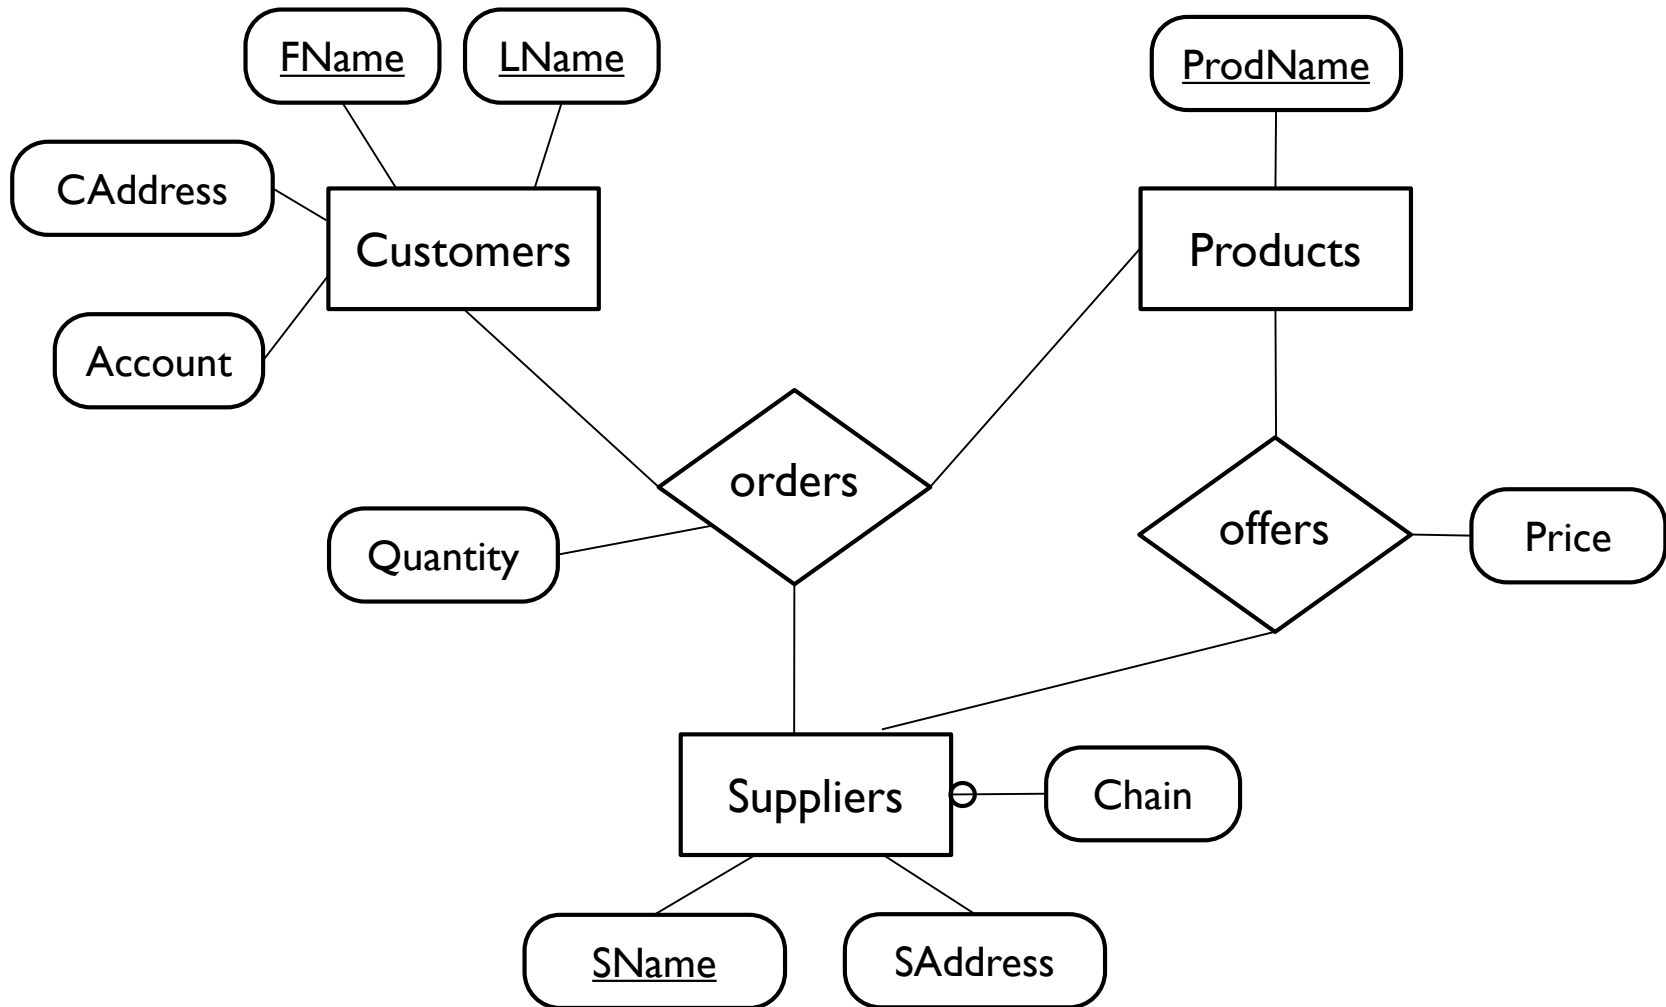 FName
LName
ProdName
CAddress
Customers
Products
Account
orders
offers
Quantity
Price
Suppliers
Chain
SName
SAddress